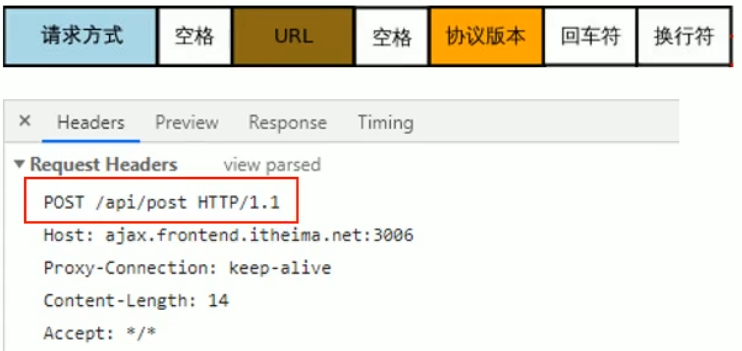 请求方式 空格 URL 空格 协议版本 回车符 换行符
× Headers Preview Response Timing
▼ Request Headers view parsed
POST /api/post HTTP/1.1
Host: ajax.frontend.itheima.net:3006
Proxy-Connection: keep-alive
Content-Length: 14
Accept: */*